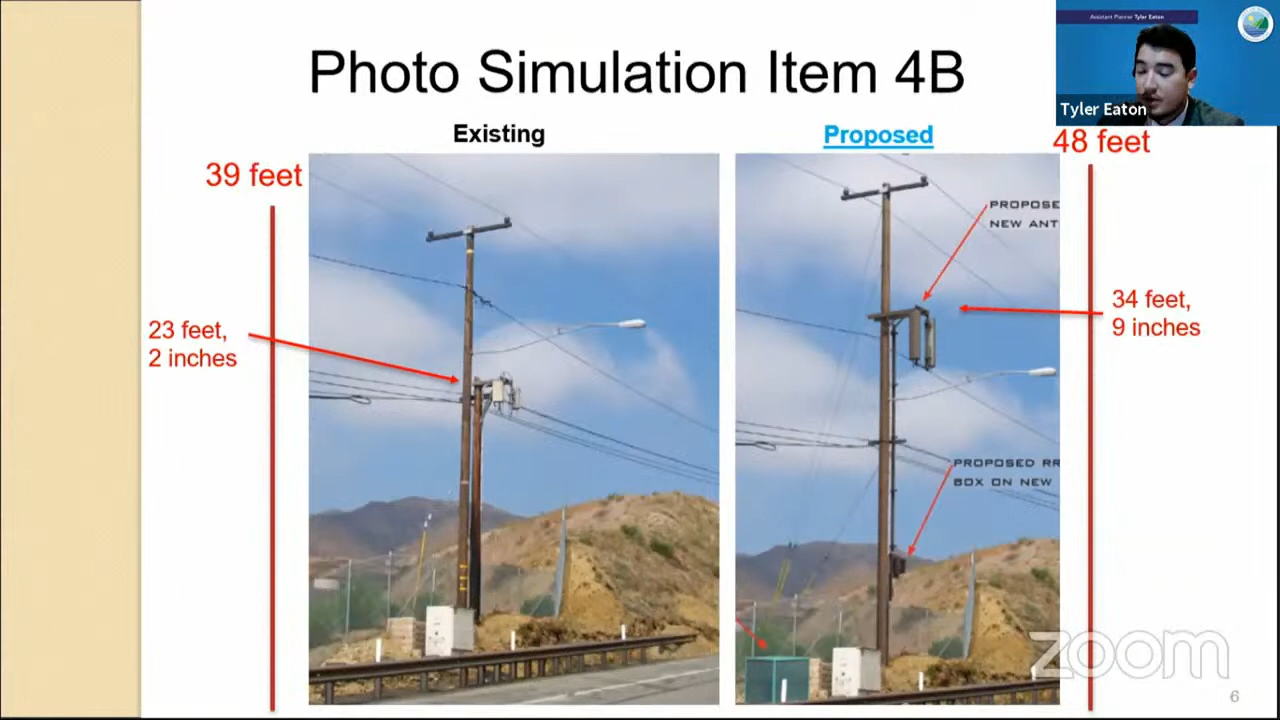 Photo Simulation Item 4B
Assistant Planner Tyler Eaton
Tyler Eaton
Existing
Proposed
39 feet
48 feet
PROPOSE
NEW ANT
23 feet,
2 inches
34 feet,
9 inches
PROPOSED RR
BOX ON NEW
zoom
6